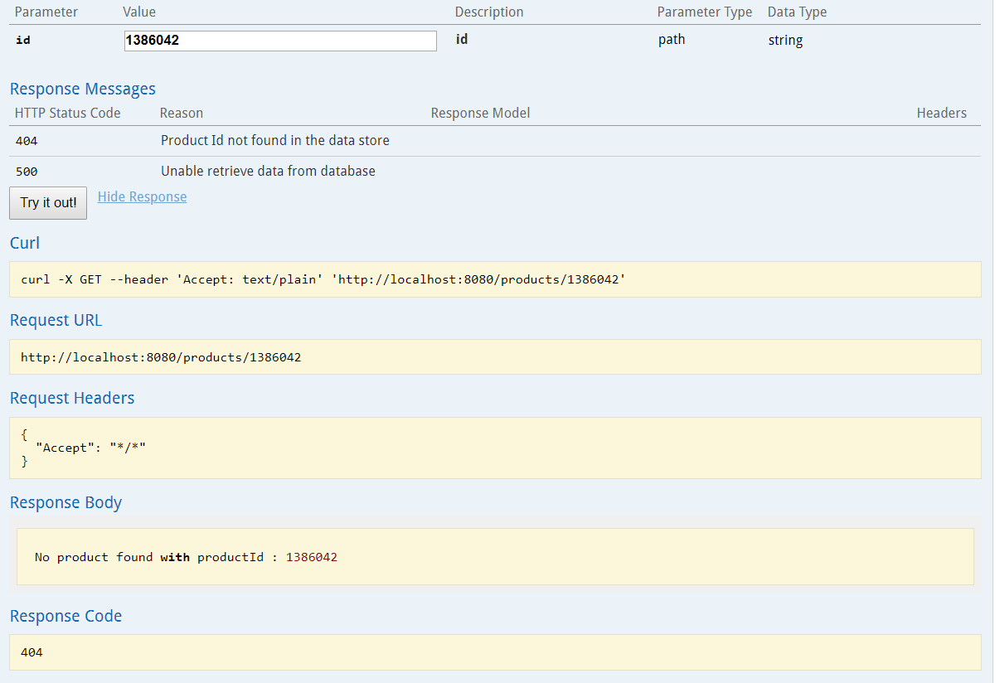 Parameter Value Description Parameter Type Data Type
id 1386042 id path string
Response Messages
HTTP Status Code Reason Response Model Headers
404 Product Id not found in the data store
500 Unable retrieve data from database
Try it out! Hide Response
Curl
curl -X GET --header 'Accept: text/plain' 'http://localhost:8080/products/1386042'
Request URL
http://localhost:8080/products/1386042
Request Headers
{
"Accept": "*/*"
}
Response Body
No product found with productId : 1386042
Response Code
404